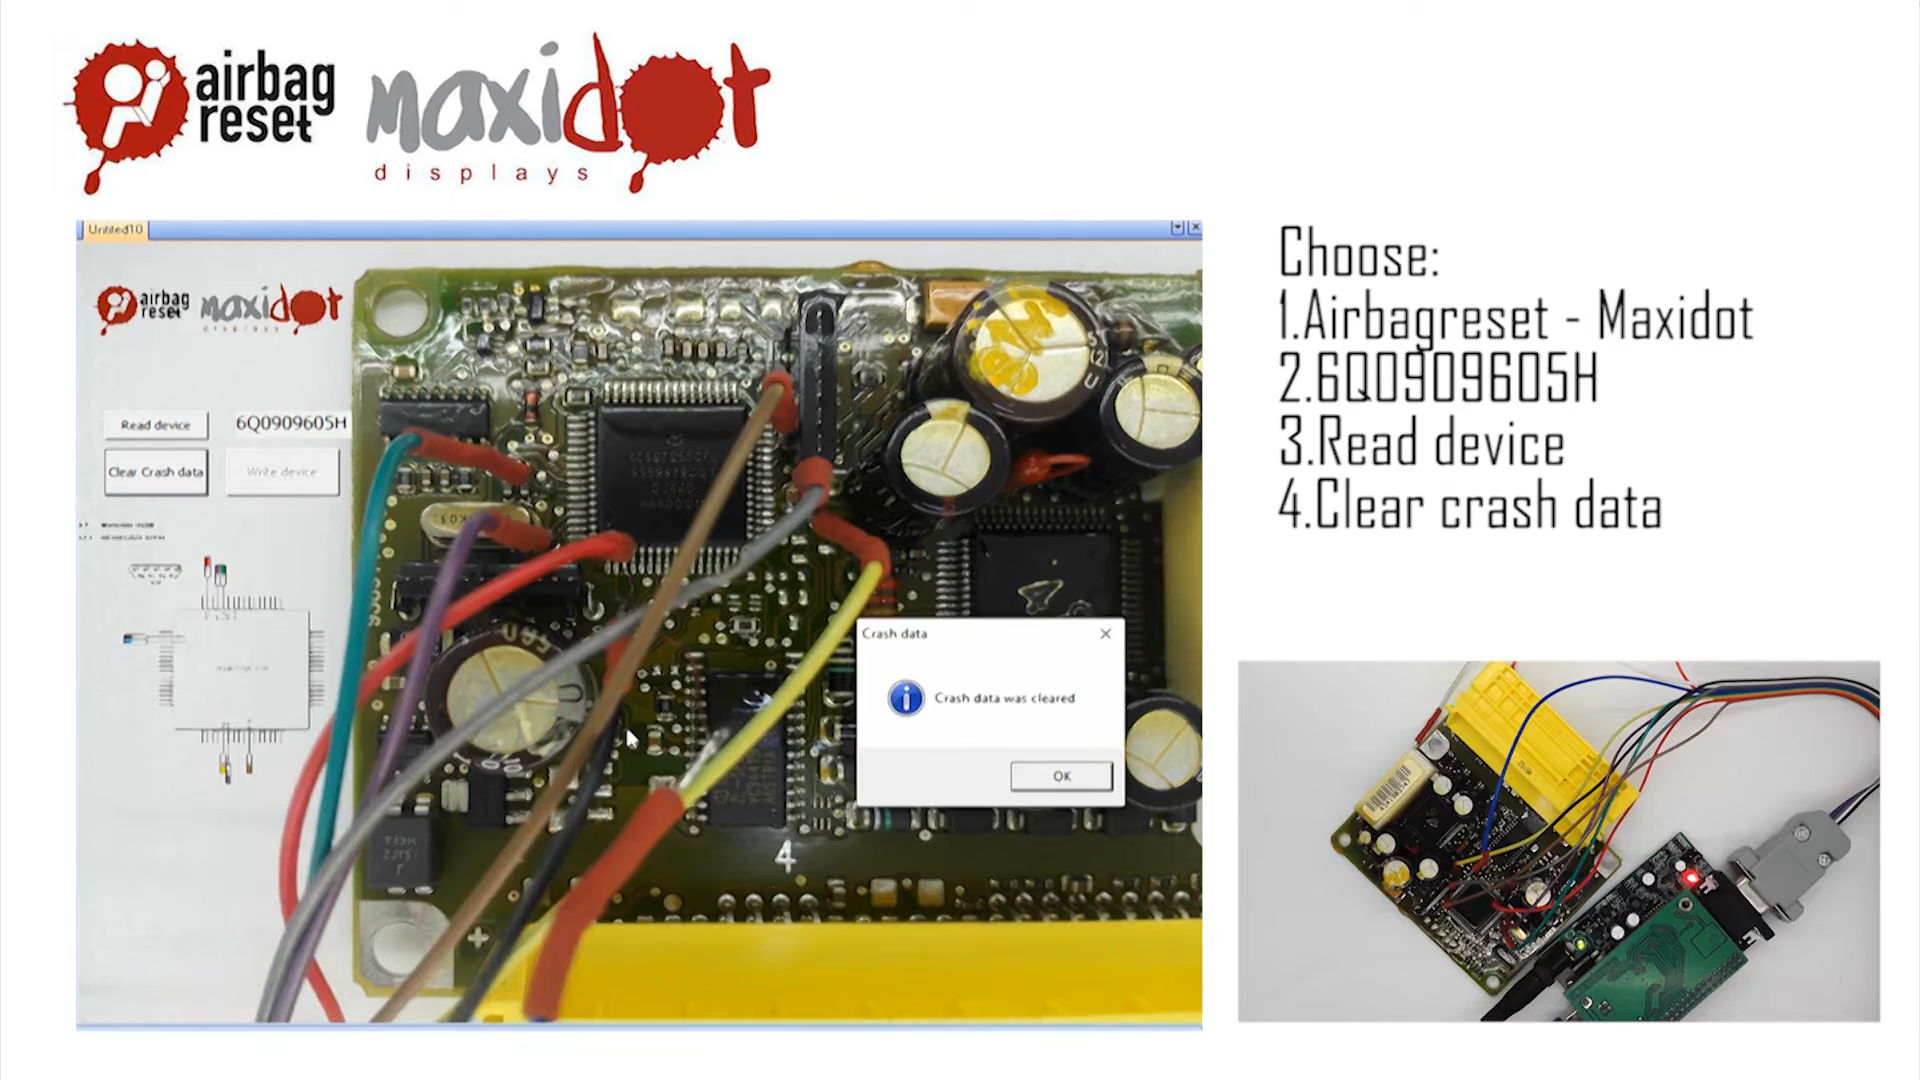 airbag
reset
maxidot
displays
Untitled10
airbag
reset
maxidot
displays
Read device
6Q0909605H
Clear Crash data
Write device
4
Crash data
Crash data was cleared
OK
Choose:
1.Airbagreset - Maxidot
2.6Q0909605H
3.Read device
4.Clear crash data